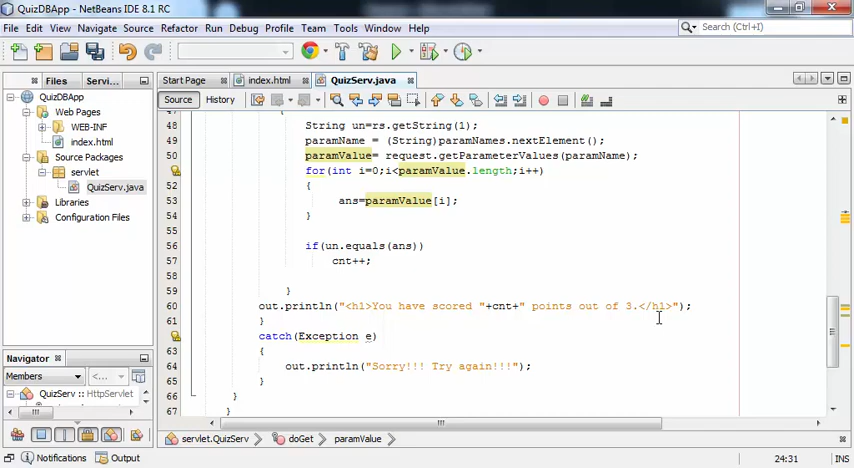 QuizDBApp - NetBeans IDE 8.1 RC
File Edit View Navigate Source Refactor Run Debug Profile Team Tools Window Help
Search (Ctrl+I)
Files Servi...
Start Page index.html QuizServ.java
Source History
QuizDBApp
Web Pages
WEB-INF
index.html
Source Packages
servlet
QuizServ.java
Libraries
Configuration Files
48 String un=rs.getString(1);
49 paramName = (String)paramNames.nextElement();
50 paramValue= request.getParameterValues(paramName);
for(int i=0;i<paramValue.length;i++)
52 {
53 ans=paramValue[i];
54 }
55
56 if(un.equals(ans))
57 cnt++;
58
59 }
60 out.println("<h1>You have scored "+cnt+" points out of 3.</h1>");
61 }
catch(Exception e)
63 {
64 out.println("Sorry!!! Try again!!!");
65 }
66 }
67 }
Navigator
Members <...>
QuizServ :: HttpServlet
servlet.QuizServ doGet paramValue
Notifications Output
24:31 INS